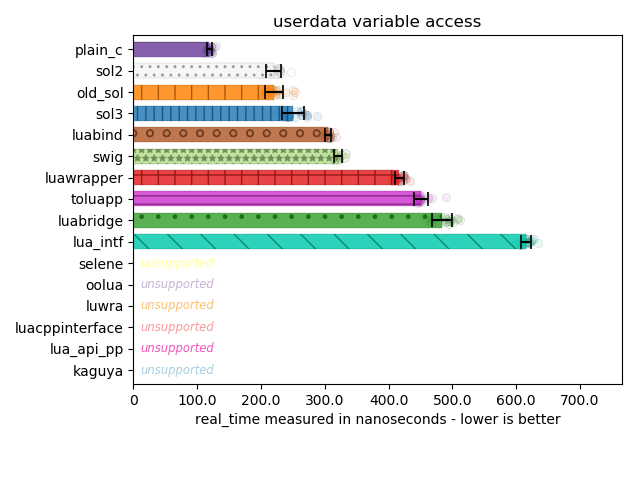 userdata variable access
plain_c
sol2
old_sol
sol3
luabind
swig
luawrapper
toluapp
luabridge
lua_intf
selene unsupported
oolua unsupported
luwra unsupported
luacppinterface unsupported
lua_api_pp unsupported
kaguya unsupported
0 100.0 200.0 300.0 400.0 500.0 600.0 700.0
real_time measured in nanoseconds - lower is better